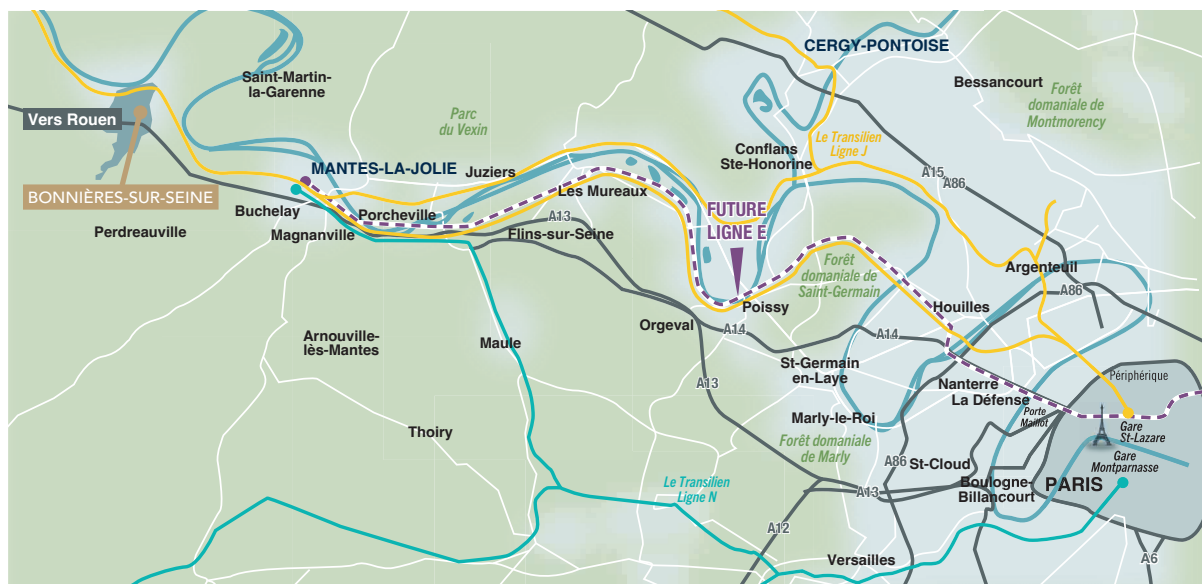 CERGY-PONTOISE
Saint-Martin-
la-Garenne
Bessancourt
Forêt
domaniale de
Montmorency
Vers Rouen
Parc
du Vexin
Le Transilien
Ligne J
Conflans
Ste-Honorine
MANTES-LA-JOLIE
Juziers
A15
A86
Les Mureaux
BONNIÈRES-SUR-SEINE
Buchelay
Porcheville
FUTURE
LIGNE E
A13
Perdreauville
Magnanville
Flins-sur-Seine
Forêt
domaniale de
Saint-Germain
Argenteuil
A86
Poissy
Houilles
Orgeval
A14
A14
Arnouville-
lès-Mantes
Maule
St-Germain
en-Laye
Périphérique
A13
Nanterre
La Défense
Marly-le-Roi
Porte
Maillot
Gare
St-Lazare
Thoiry
Forêt domaniale
de Marly
Gare
Montparnasse
A86
St-Cloud
Le Transilien
Ligne N
Boulogne-
Billancourt
PARIS
A13
A12
Versailles
A6